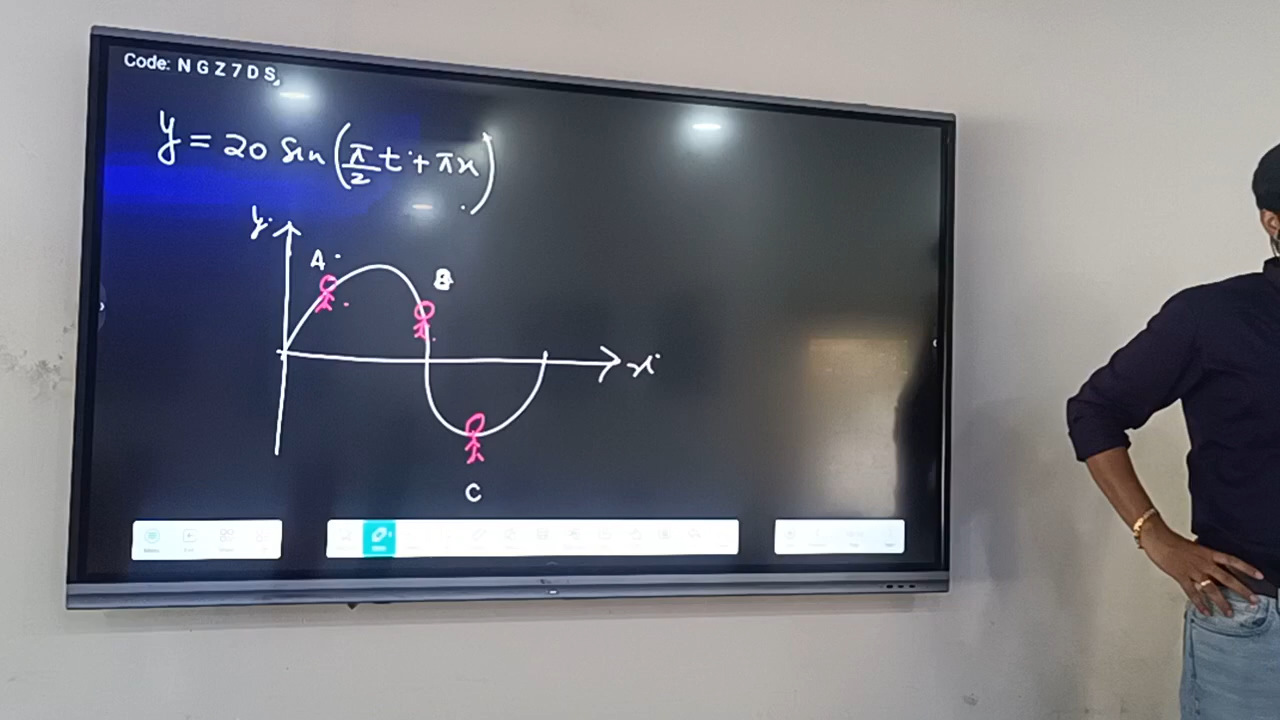 Code: N G Z 7 D S
y = 20 sin (π/2 t + πx)
y
A
B
x
C